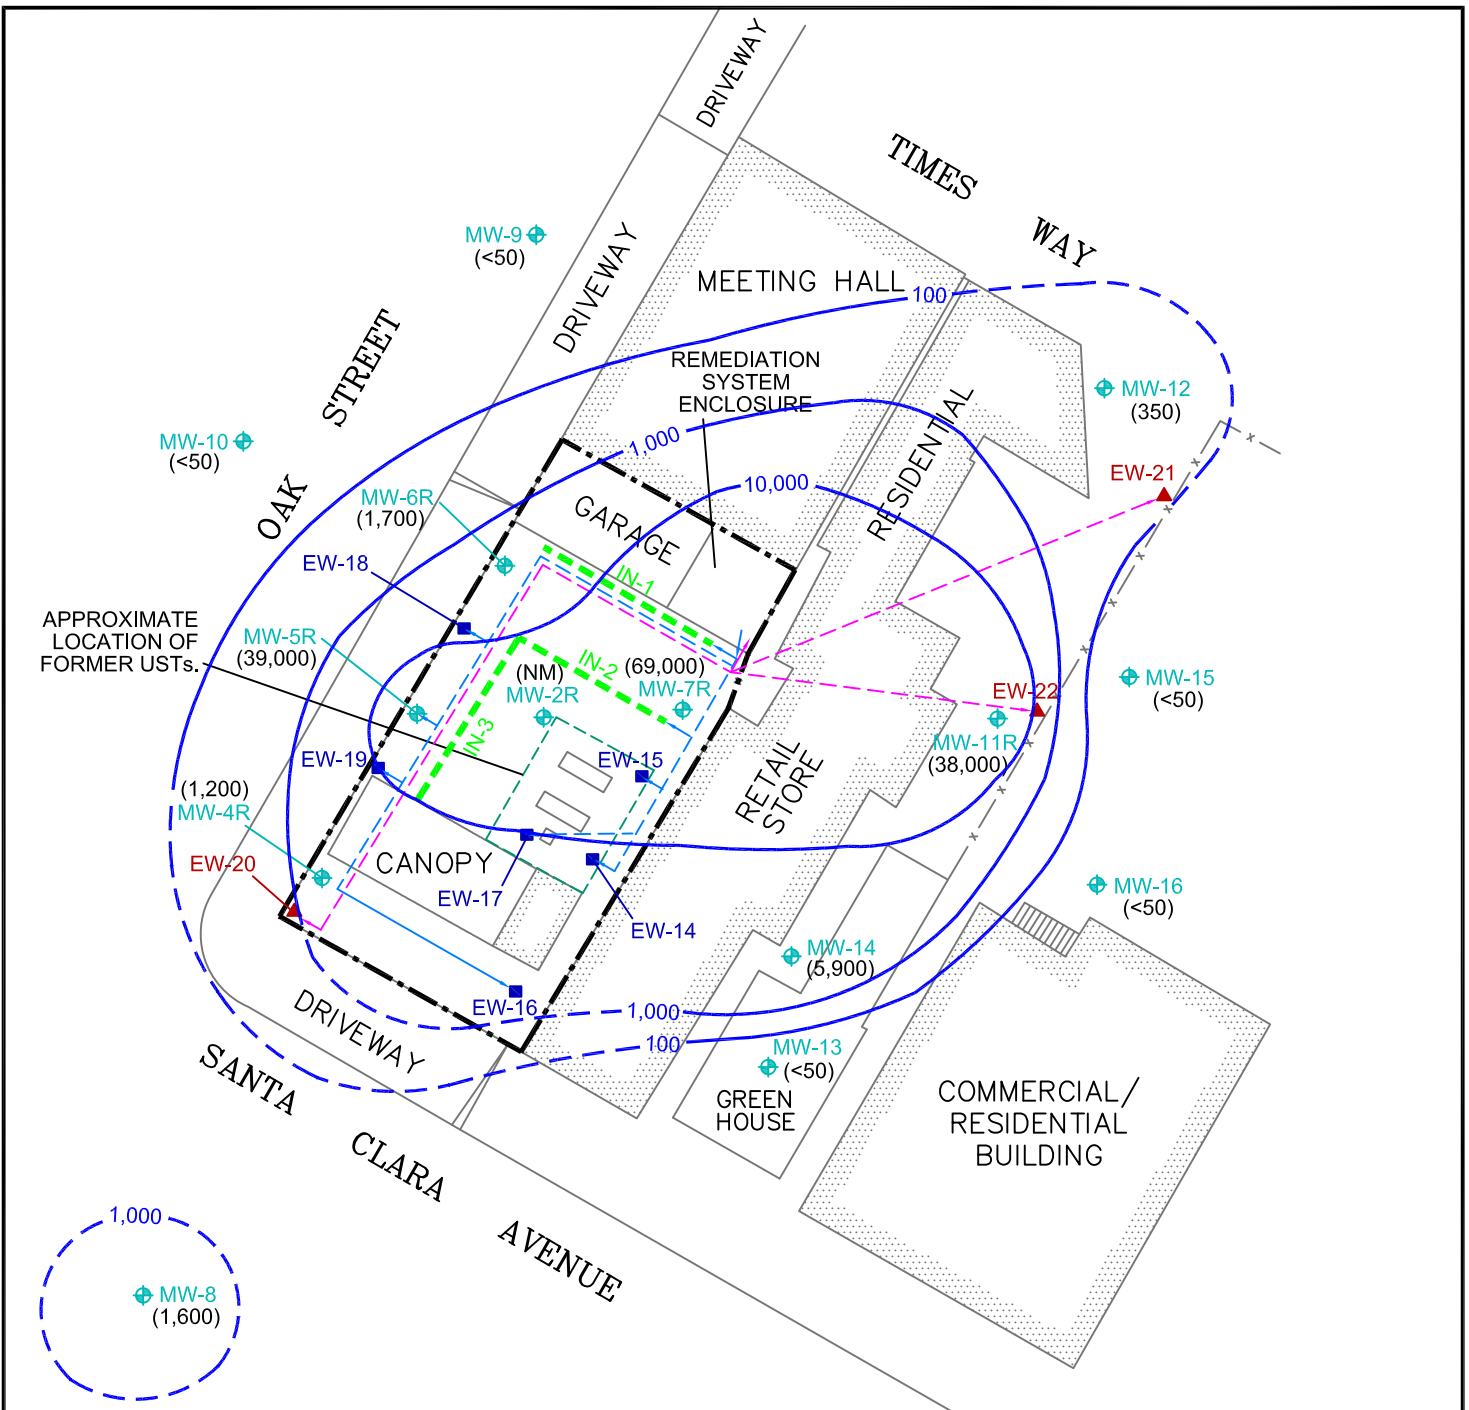 DRIVEWAY
TIMES
WAY
MW-9
(<50)
DRIVEWAY
MEETING HALL
100
REMEDIATION
SYSTEM
ENCLOSURE
STREET
MW-12
(350)
MW-10
(<50)
1,000
RESIDENTIAL
EW-21
10,000
OAK
MW-6R
(1,700)
GARAGE
EW-18
IN-1
APPROXIMATE
LOCATION OF
FORMER USTs.
MW-5R
(39,000)
IN-2
(NM)
MW-2R
(69,000)
MW-7R
MW-15
(<50)
EW-22
MW-11R
(38,000)
IN-3
EW-19
EW-15
RETAIL
STORE
(1,200)
MW-4R
CANOPY
EW-20
EW-17
EW-14
MW-16
(<50)
MW-14
(5,900)
EW-16
1,000
DRIVEWAY
100
MW-13
(<50)
GREEN
HOUSE
SANTA
CLARA
AVENUE
COMMERCIAL/
RESIDENTIAL
BUILDING
1,000
MW-8
(1,600)